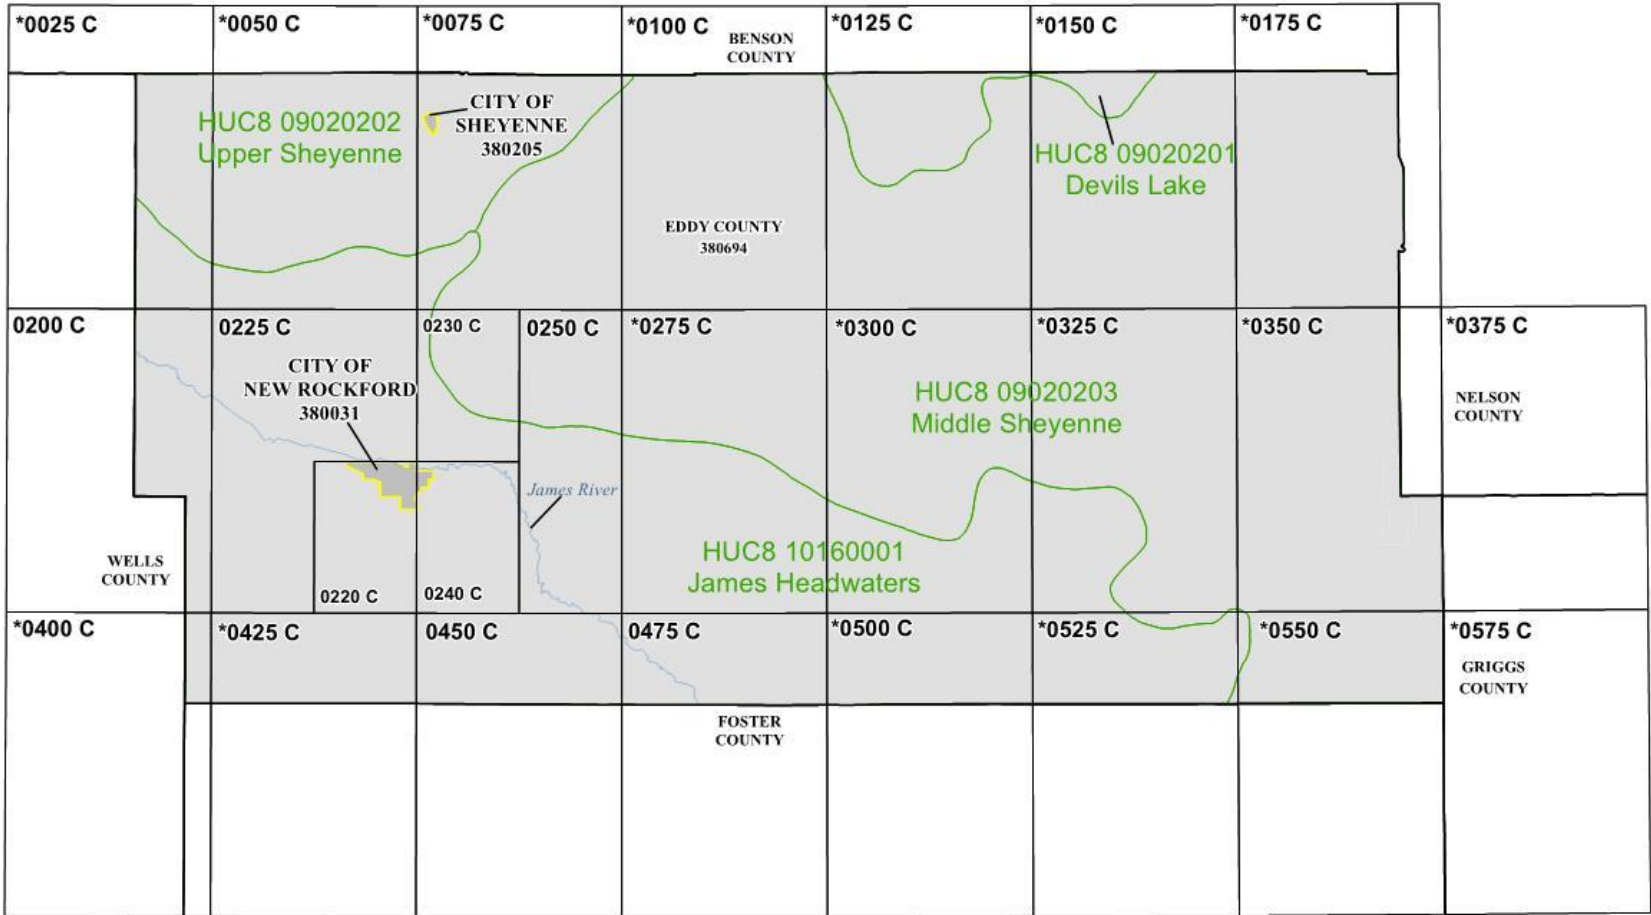 *0025 C
*0050 C
*0075 C
*0100 C
*0125 C
*0150 C
*0175 C
BENSON
COUNTY
HUC8 09020202
Upper Sheyenne
CITY OF
SHEYENNE
380205
HUC8 09020201
Devils Lake
EDDY COUNTY
380694
0200 C
0225 C
0230 C
0250 C
*0275 C
*0300 C
*0325 C
*0350 C
*0375 C
CITY OF
NEW ROCKFORD
380031
HUC8 09020203
Middle Sheyenne
NELSON
COUNTY
James River
WELLS
COUNTY
HUC8 10160001
James Headwaters
0220 C
0240 C
*0400 C
*0425 C
0450 C
0475 C
*0500 C
*0525 C
*0550 C
*0575 C
GRIGGS
COUNTY
FOSTER
COUNTY